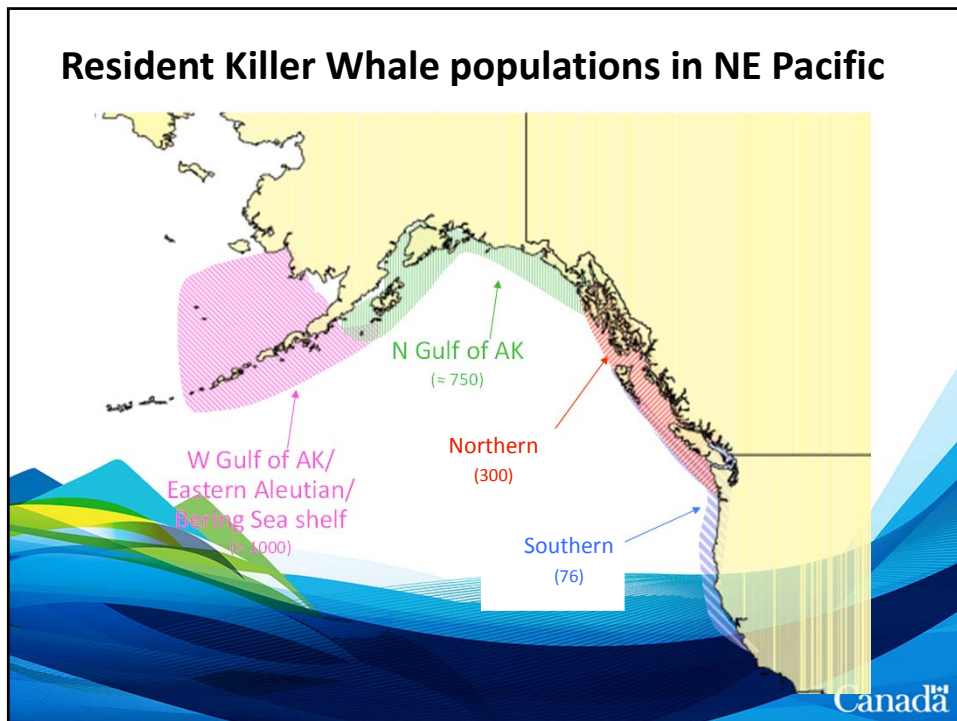 Resident Killer Whale populations in NE Pacific
N Gulf of AK
(≈ 750)
Northern
(300)
W Gulf of AK/
Eastern Aleutian/
Bering Sea shelf
(> 1000)
Southern
(76)
Canada